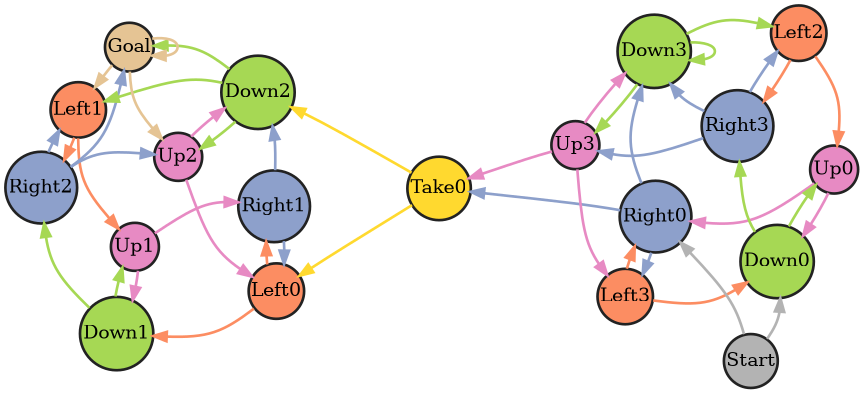 Goal
Down2
Left1
Up2
Right2
Right1
Up1
Left0
Down1
Take0
Down3
Left2
Right3
Up3
Up0
Right0
Down0
Left3
Start